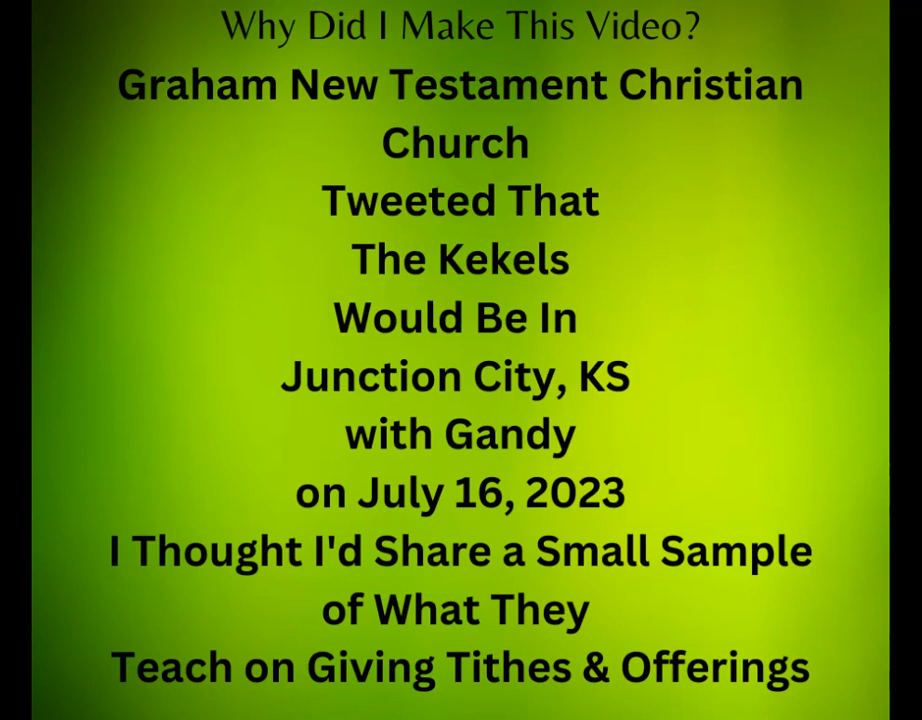 Why Did I Make This Video?
Graham New Testament Christian
Church
Tweeted That
The Kekels
Would Be In
Junction City, KS
with Gandy
on July 16, 2023
I Thought I'd Share a Small Sample
of What They
Teach on Giving Tithes & Offerings